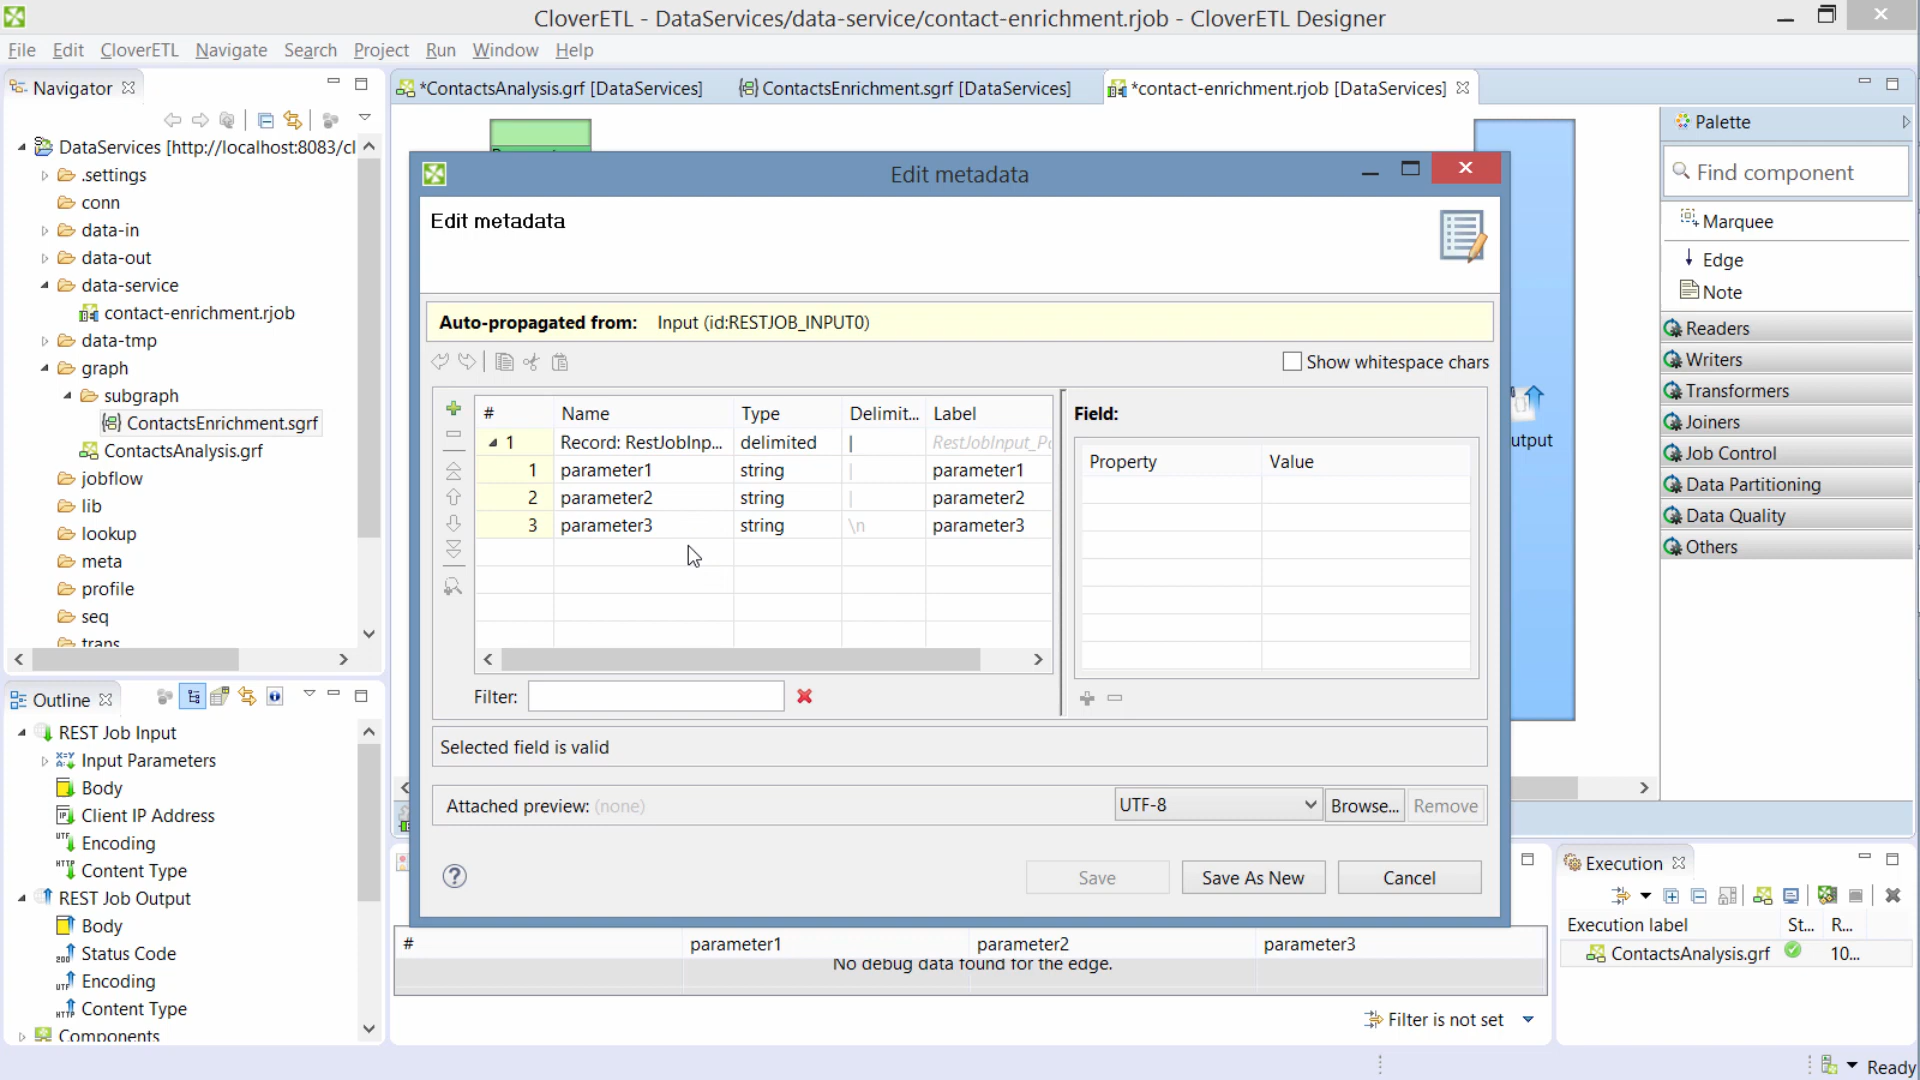 CloverETL - DataServices/data-service/contact-enrichment.rjob - CloverETL Designer
File Edit CloverETL Navigate Search Project Run Window Help
Navigator
*ContactsAnalysis.grf [DataServices] ContactsEnrichment.sgrf [DataServices] *contact-enrichment.rjob [DataServices]
DataServices [http://localhost:8083/cl
.settings
conn
data-in
data-out
data-service
contact-enrichment.rjob
data-tmp
graph
subgraph
ContactsEnrichment.sgrf
ContactsAnalysis.grf
jobflow
lib
lookup
meta
profile
seq
trans
Outline
REST Job Input
Input Parameters
Body
Client IP Address
Encoding
Content Type
REST Job Output
Body
Status Code
Encoding
Content Type
Components
Edit metadata
Edit metadata
Auto-propagated from: Input (id:RESTJOB_INPUT0)
Show whitespace chars
# Name Type Delimit... Label
1 Record: RestJobInp... delimited | RestJobInput_Po
1 parameter1 string | parameter1
2 parameter2 string | parameter2
3 parameter3 string \n parameter3
Filter:
Field:
Property Value
Selected field is valid
Attached preview: (none) UTF-8 Browse... Remove
Save Save As New Cancel
# parameter1 parameter2 parameter3
No debug data found for the edge.
Filter is not set
utput
Palette
Find component
Marquee
Edge
Note
Readers
Writers
Transformers
Joiners
Job Control
Data Partitioning
Data Quality
Others
Execution
Execution label St... R...
ContactsAnalysis.grf 10...
Ready